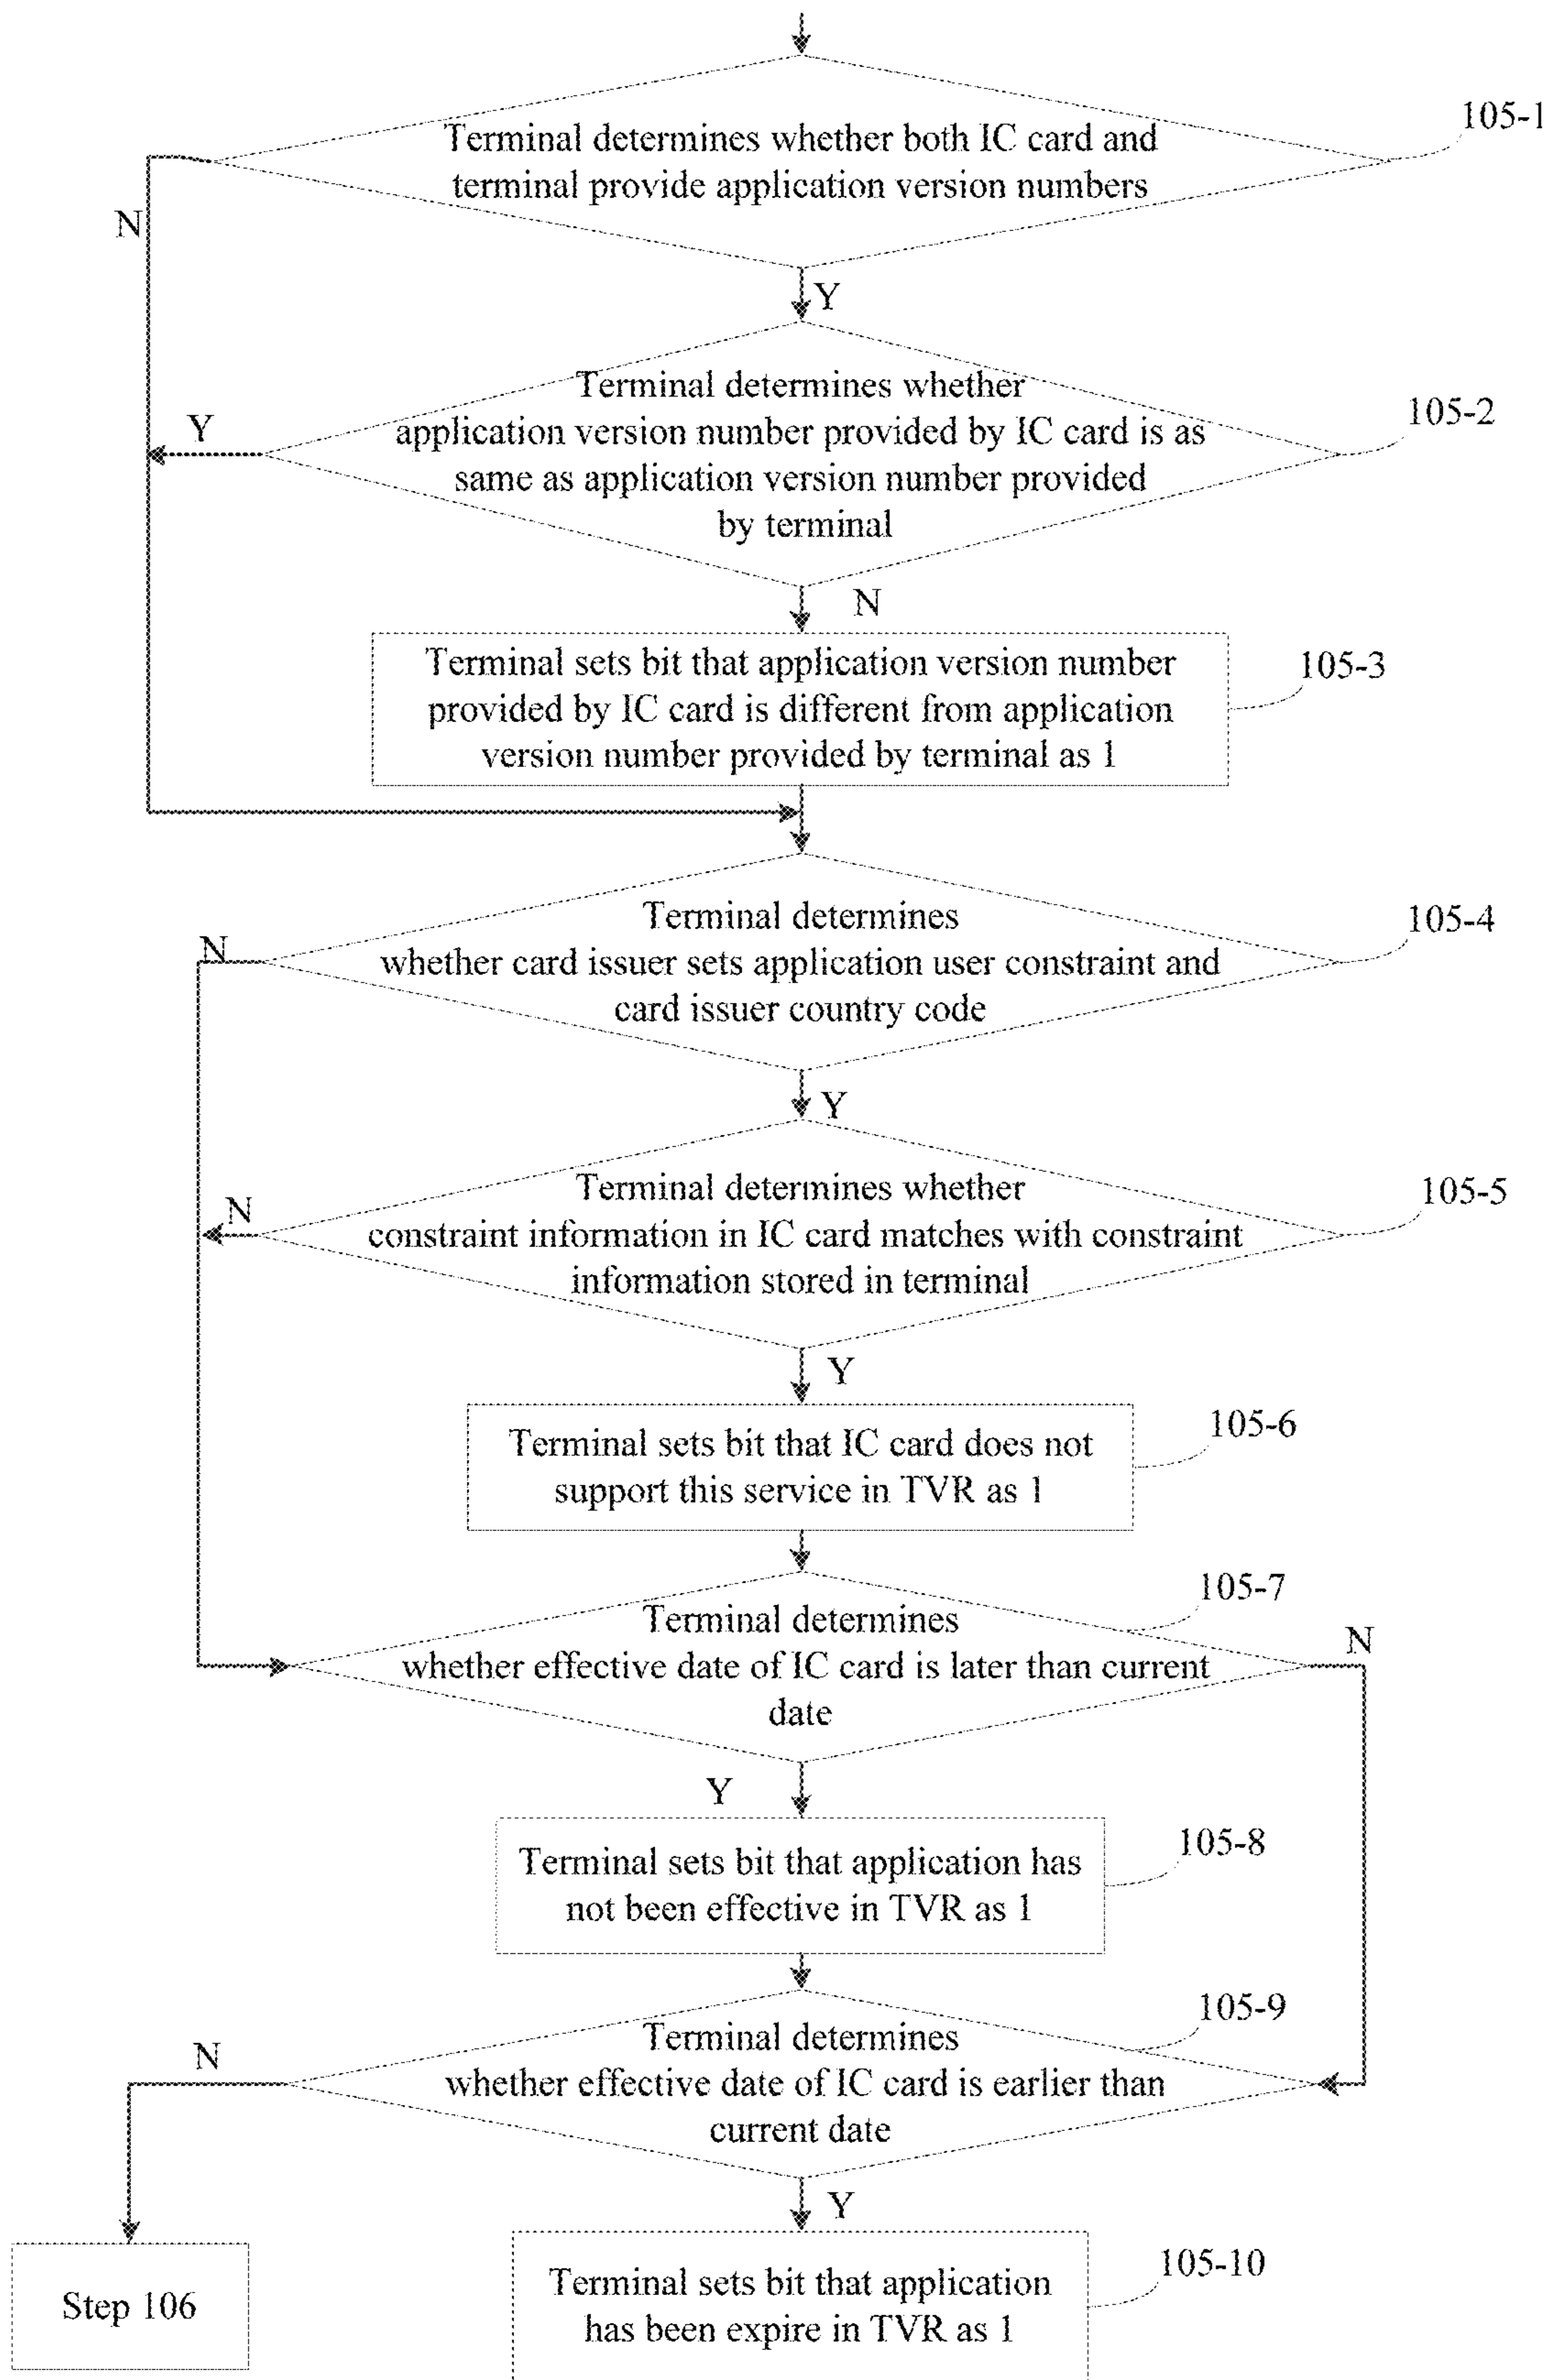 Terminal determines whether both IC card and
terminal provide application version numbers
105-1
N
Y
Terminal determines whether
application version number provided by IC card is as
same as application version number provided
by terminal
105-2
Y
N
Terminal sets bit that application version number
provided by IC card is different from application
version number provided by terminal as 1
105-3
Terminal determines
whether card issuer sets application user constraint and
card issuer country code
105-4
N
Y
Terminal determines whether
constraint information in IC card matches with constraint
information stored in terminal
105-5
N
Y
Terminal sets bit that IC card does not
support this service in TVR as 1
105-6
Terminal determines
whether effective date of IC card is later than current
date
105-7
N
Y
Terminal sets bit that application has
not been effective in TVR as 1
105-8
Terminal determines
whether effective date of IC card is earlier than
current date
105-9
N
Y
Step 106
Terminal sets bit that application
has been expire in TVR as 1
105-10